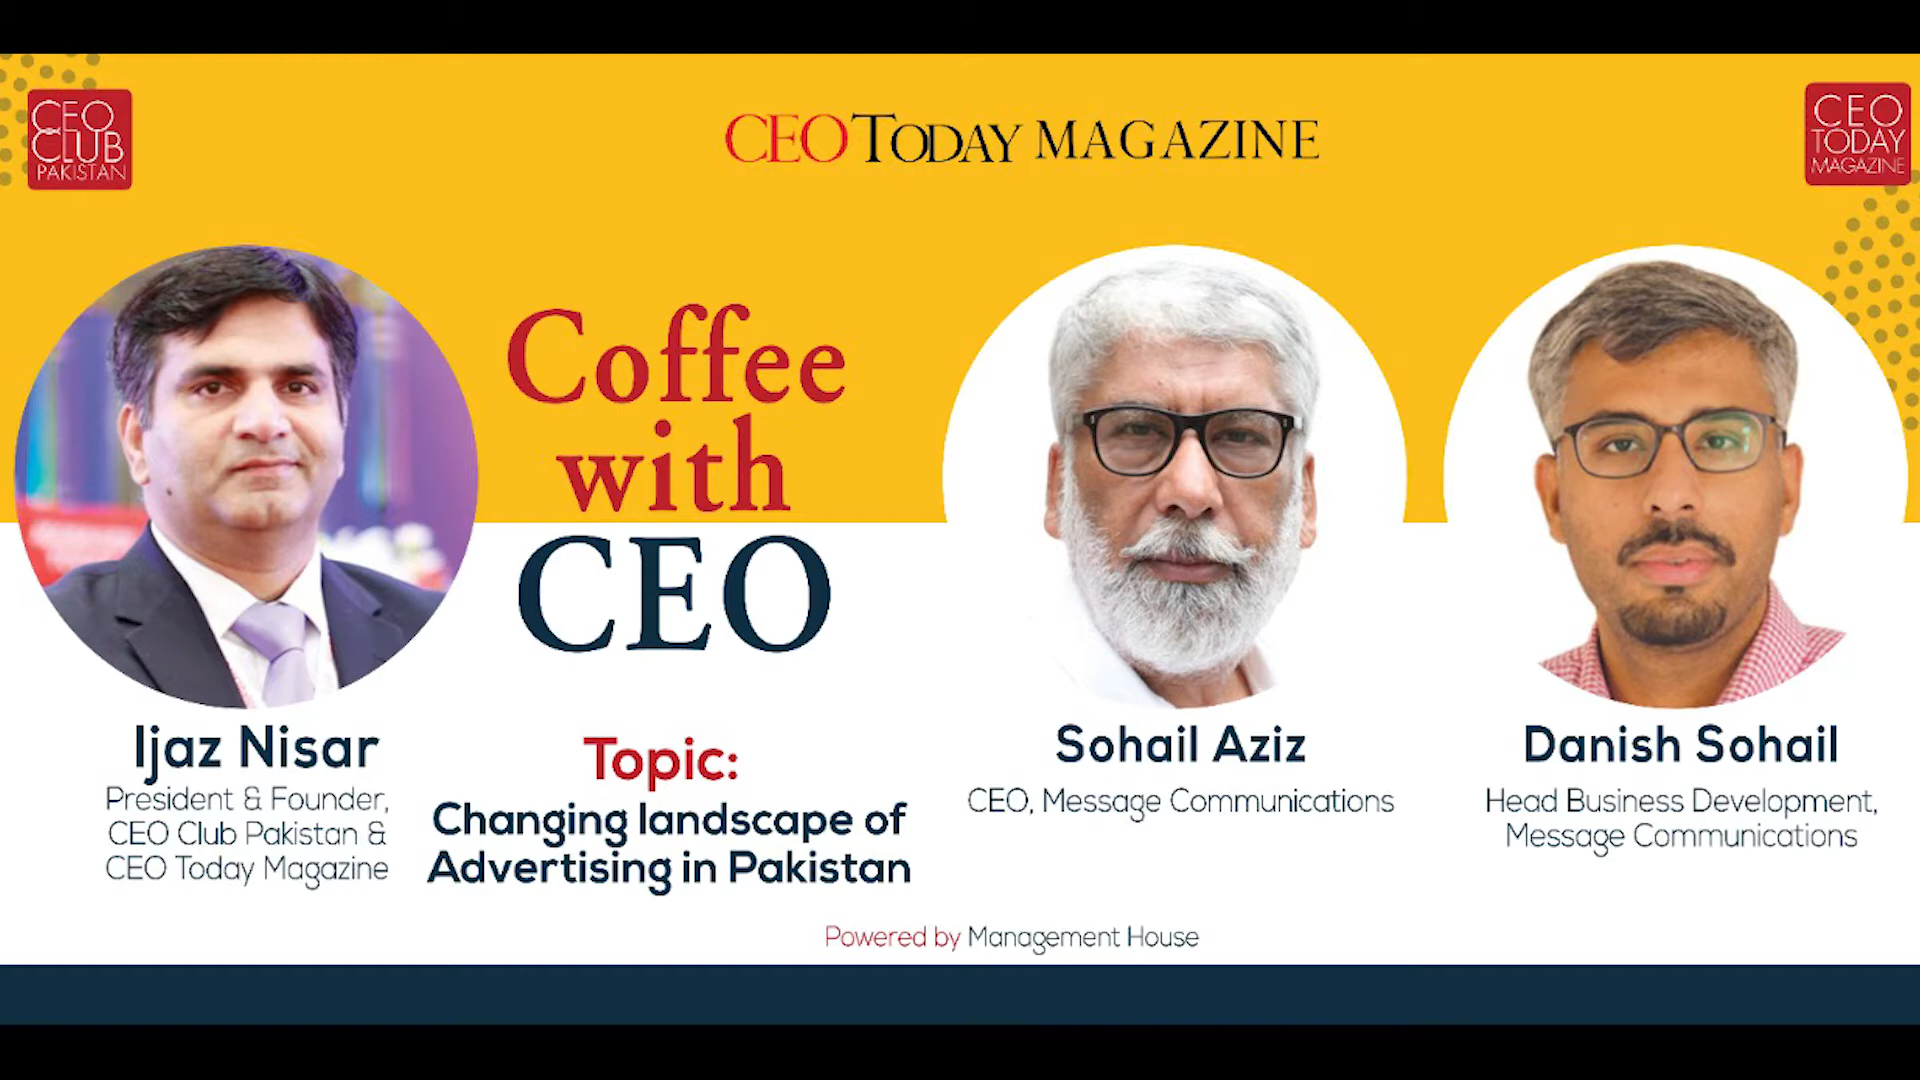 CEO
CLUB
PAKISTAN
CEO TODAY MAGAZINE
CEO
TODAY
MAGAZINE
Coffee
with
CEO
Ijaz Nisar
President & Founder,
CEO Club Pakistan &
CEO Today Magazine
Topic:
Changing landscape of
Advertising in Pakistan
Sohail Aziz
CEO, Message Communications
Danish Sohail
Head Business Development,
Message Communications
Powered by Management House